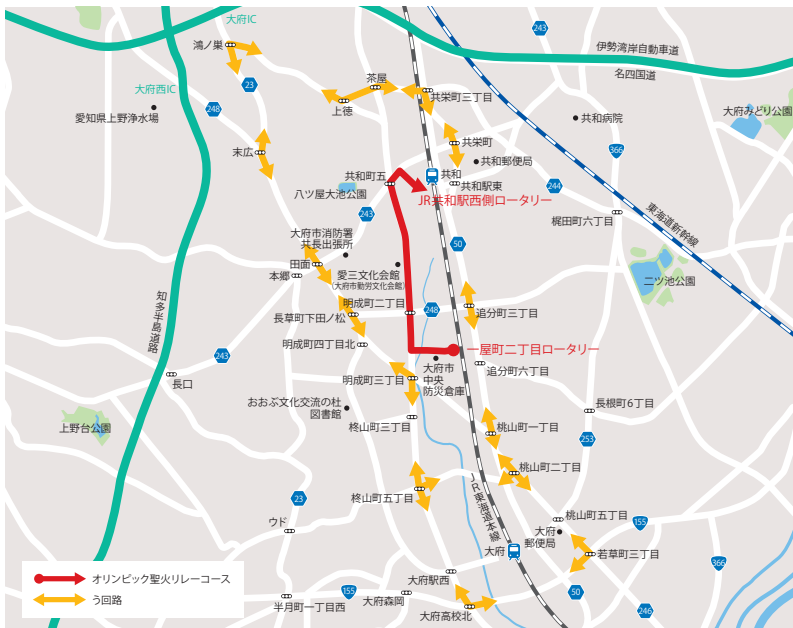 大府IC
鴻ノ巣
23
大府西IC
248
愛知県上野浄水場
末広
茶屋
上徳
共栄町三丁目
243
伊勢湾岸自動車道
名四国道
大府みどり公園
共和病院
366
共栄町
共和郵便局
共和町五
共和
共和駅東
八ツ屋大池公園
244
JR共和駅西側ロータリー
243
梶田町六丁目
東海道新幹線
大府市消防署
共長出張所
50
田面
愛三文化会館
(大府市勤労文化会館)
本郷
二ツ池公園
知多半島道路
明成町二丁目
248
追分町三丁目
長草町下田ノ松
明成町四丁目北
一屋町二丁目ロータリー
243
大府市
中央
防災倉庫
追分町六丁目
長口
明成町三丁目
おおぶ文化交流の杜
図書館
柊山町三丁目
長根町6丁目
上野台公園
桃山町一丁目
253
桃山町二丁目
JR東海道本線
柊山町五丁目
23
ウド
桃山町五丁目
155
大府
郵便局
大府
若草町三丁目
366
大府駅西
オリンピック聖火リレーコース
う回路
155
半月町一丁目西
大府森岡
大府高校北
50
246